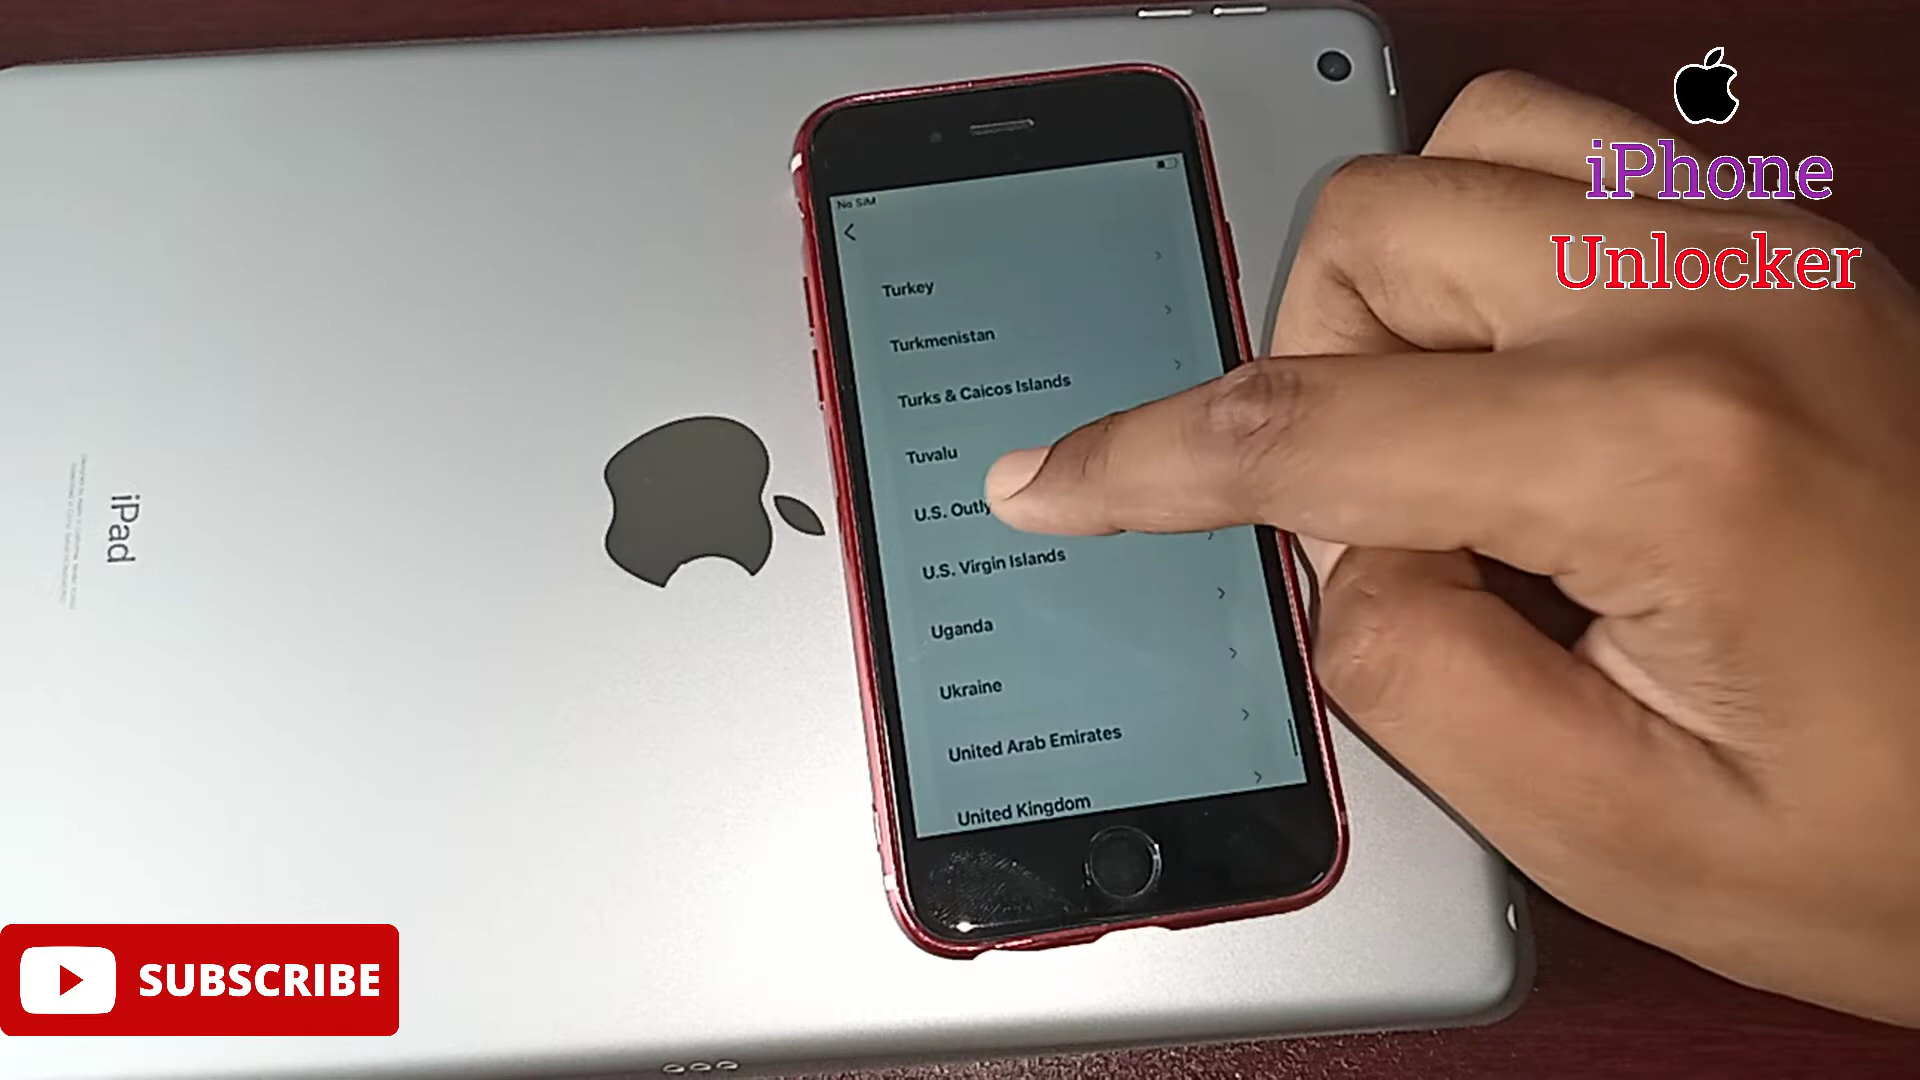 iPhone
Unlocker
No SIM
Turkey
Turkmenistan
Turks & Caicos Islands
Tuvalu
U.S. Outly
U.S. Virgin Islands
Uganda
Ukraine
United Arab Emirates
United Kingdom
iPad
SUBSCRIBE